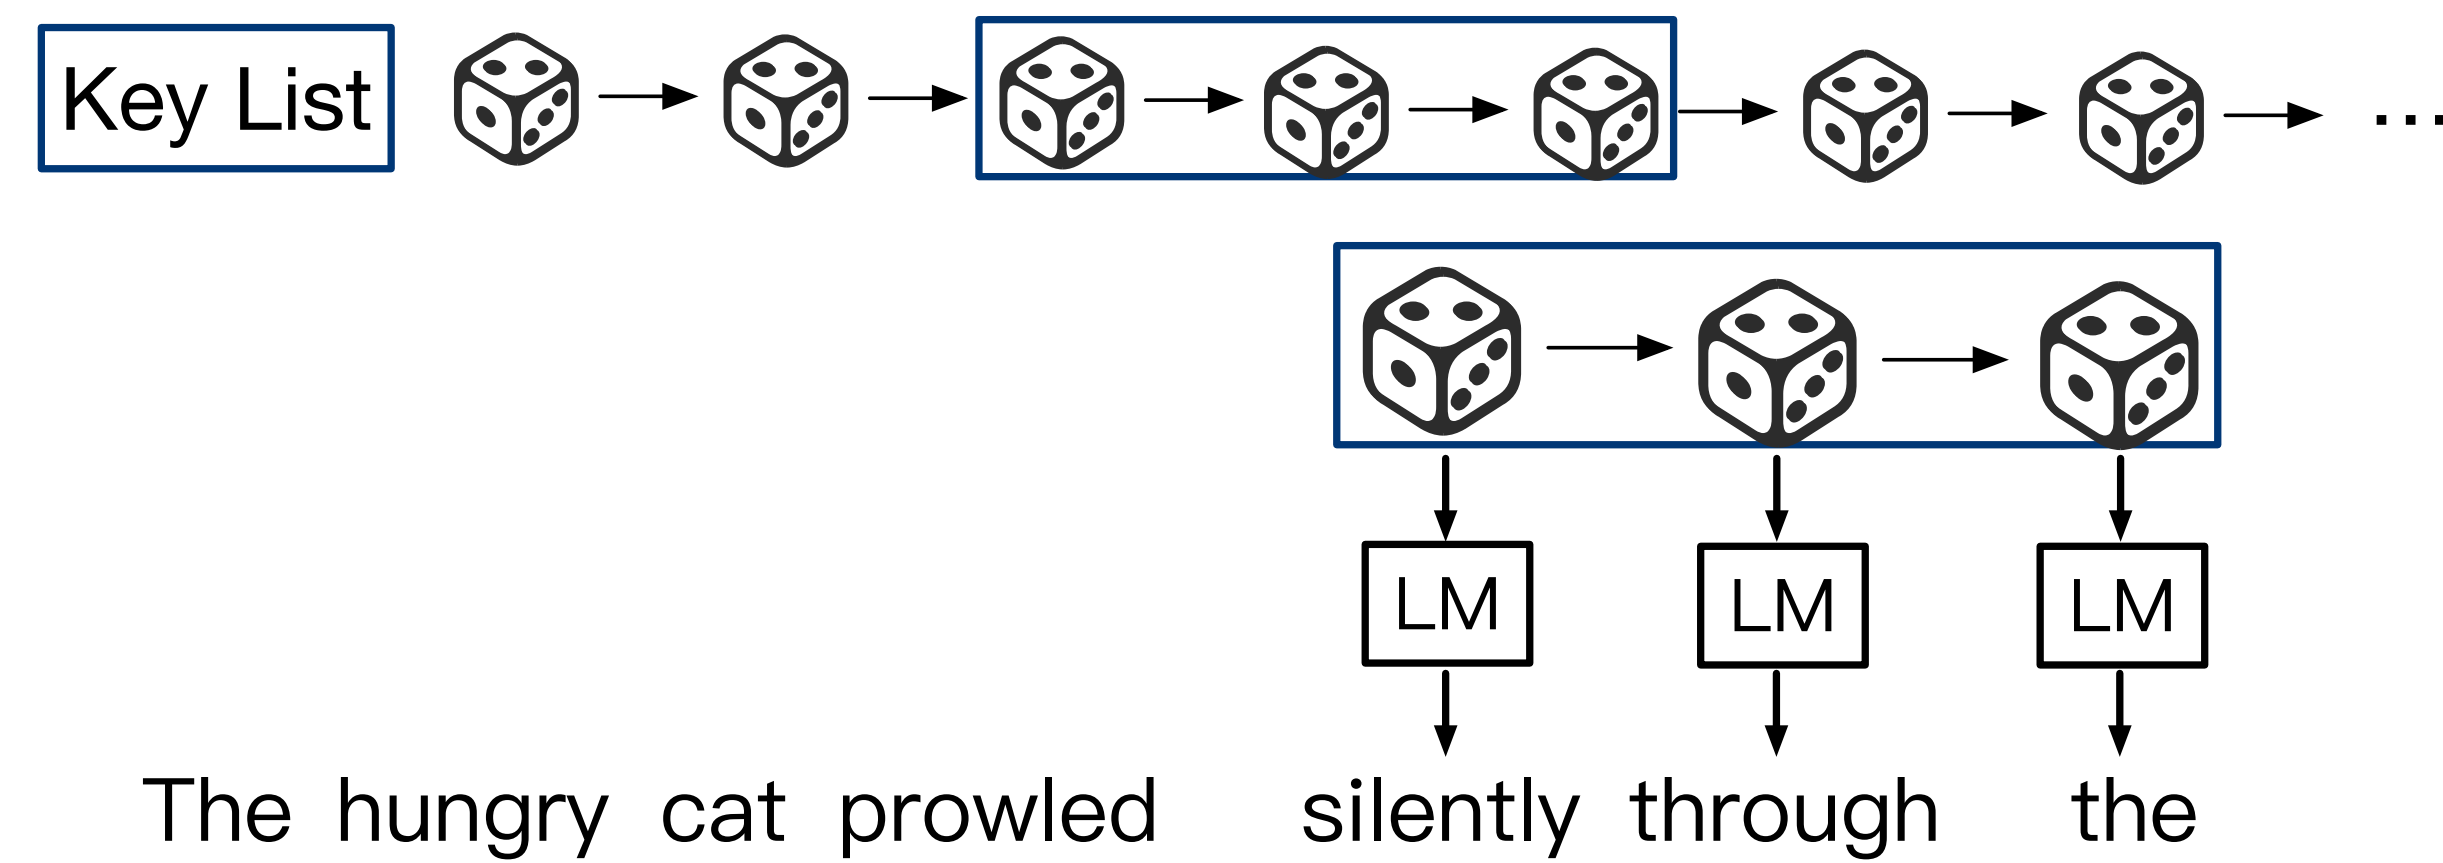 Key List ...
LM LM LM
The hungry cat prowled silently through the